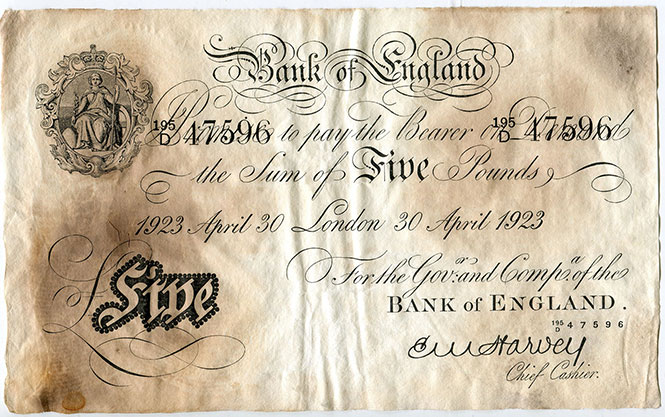 Bank of England
Promise to pay the Bearer on Demand
195/D 47596 195/D 47596
the Sum of Five Pounds
1923 April 30 London 30 April 1923
For the Govr. and Compa. of the
BANK of ENGLAND.
Five
195/D 47596
E M Harvey
Chief Cashier.